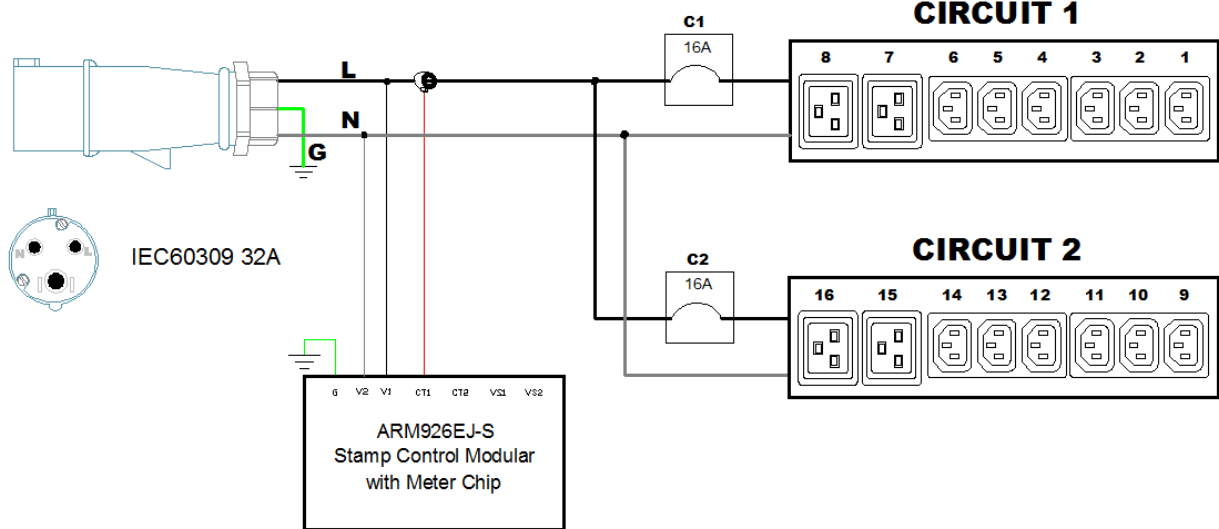 CIRCUIT 1
C1
16A
8 7 6 5 4 3 2 1
L
N
G
N L
IEC60309 32A
CIRCUIT 2
C2
16A
16 15 14 13 12 11 10 9
G V2 V1 CT1 CT2 VS1 VS2
ARM926EJ-S
Stamp Control Modular
with Meter Chip